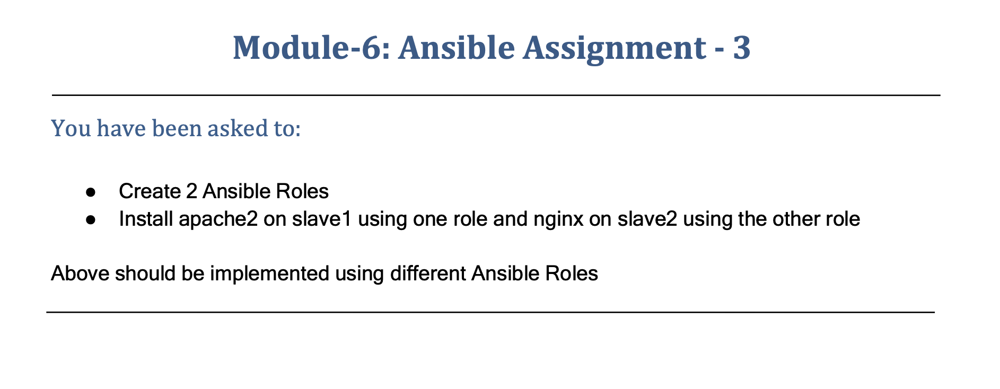 Module-6: Ansible Assignment - 3
You have been asked to:
● Create 2 Ansible Roles
● Install apache2 on slave1 using one role and nginx on slave2 using the other role
Above should be implemented using different Ansible Roles